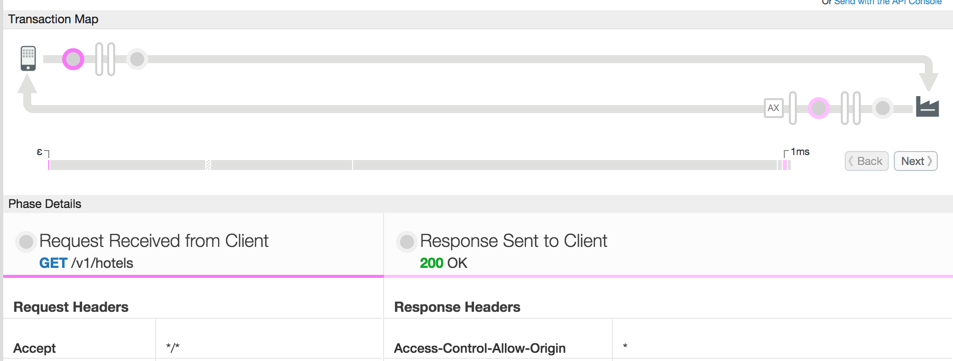 Or Send with the API Console
Transaction Map
AX
ε
1ms
Back
Next
Phase Details
Request Received from Client
Response Sent to Client
GET /v1/hotels
200 OK
Request Headers
Response Headers
Accept
*/*
Access-Control-Allow-Origin
*